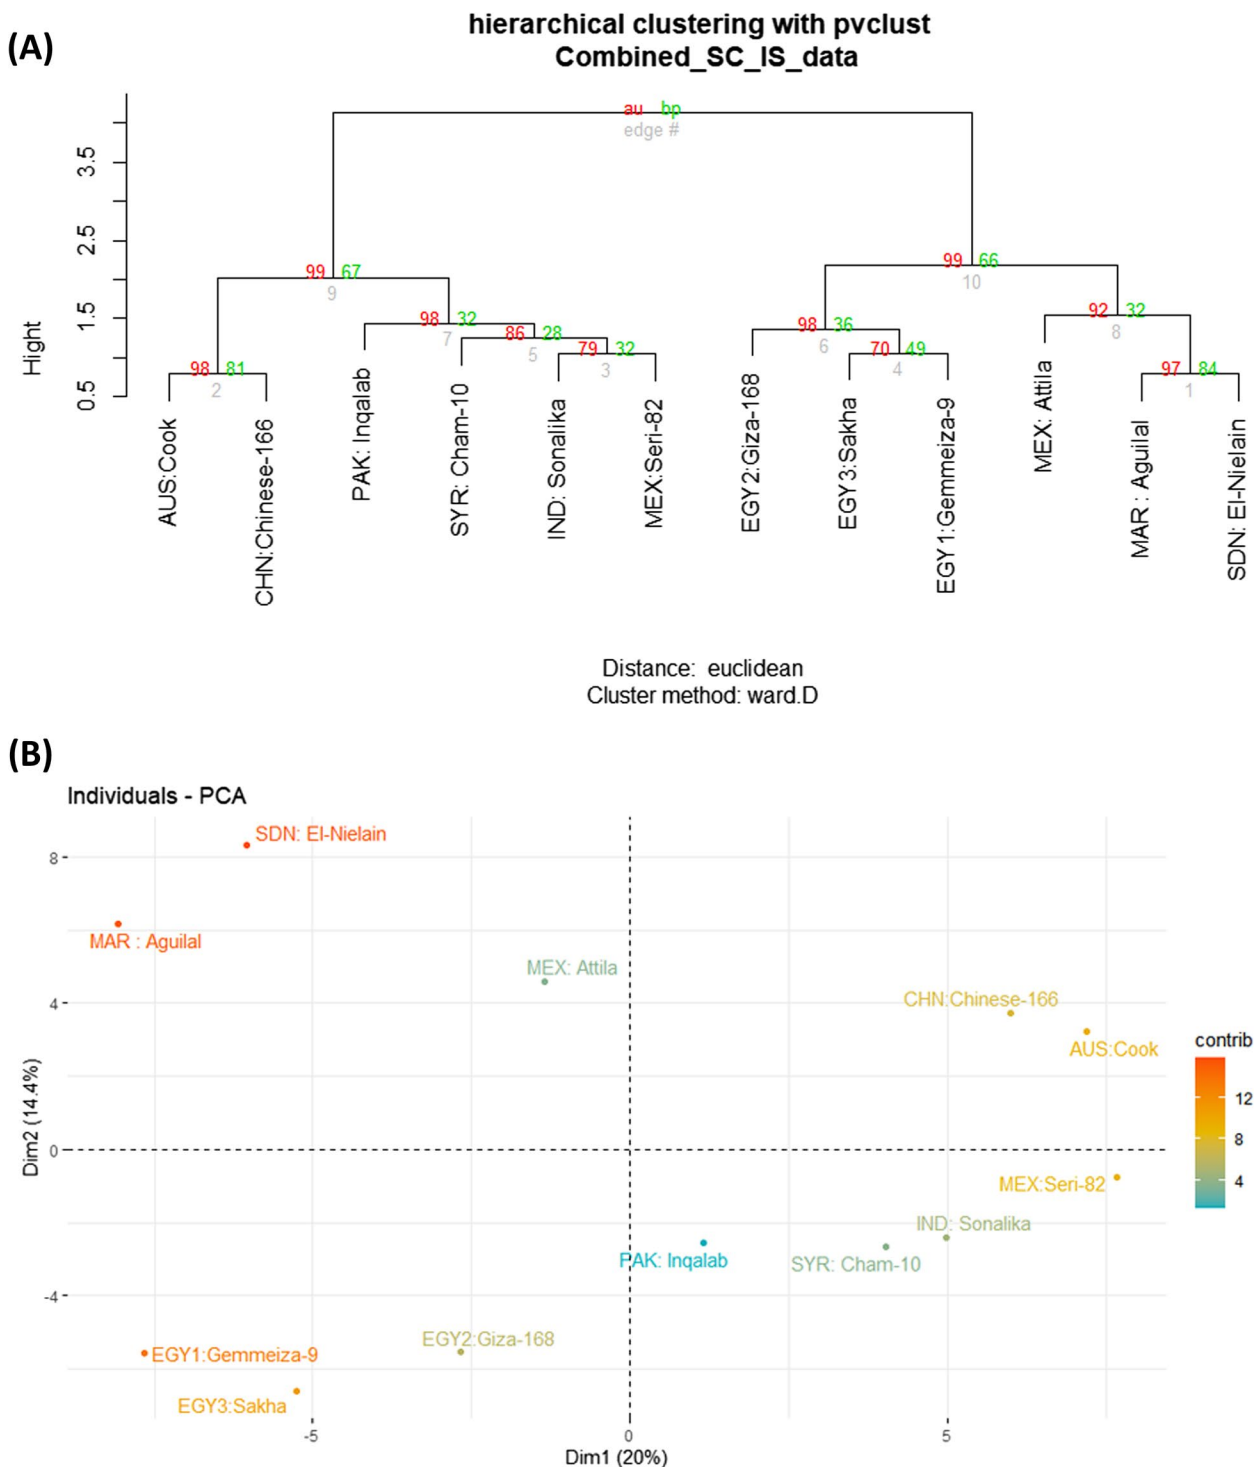 (A)
hierarchical clustering with pvclust
Combined_SC_IS_data
au bp
edge #
Hight
3.5
2.5
1.5
0.5
99 67
9
99 66
10
98 32
7
86 28
5
79 32
3
98 81
2
98 36
6
70 49
4
92 32
8
97 84
1
AUS:Cook
CHN:Chinese-166
PAK: Inqalab
SYR: Cham-10
IND: Sonalika
MEX:Seri-82
EGY2:Giza-168
EGY3:Sakha
EGY1:Gemmeiza-9
MEX: Attila
MAR : Aguilal
SDN: El-Nielain
Distance: euclidean
Cluster method: ward.D
(B)
Individuals - PCA
SDN: El-Nielain
MAR : Aguilal
MEX: Attila
CHN:Chinese-166
AUS:Cook
MEX:Seri-82
IND: Sonalika
PAK: Inqalab
SYR: Cham-10
EGY2:Giza-168
EGY1:Gemmeiza-9
EGY3:Sakha
Dim2 (14.4%)
8
4
0
-4
-5
0
5
Dim1 (20%)
contrib
12
8
4